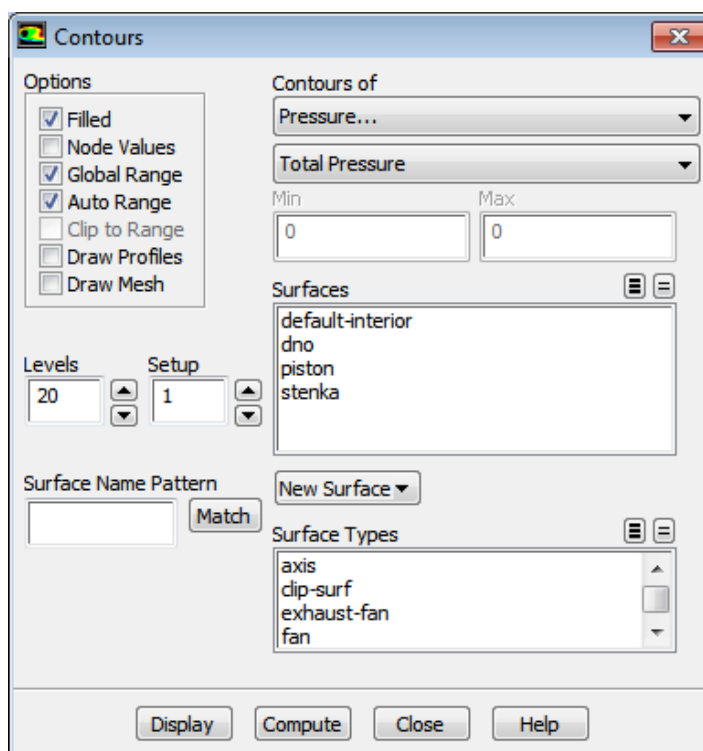 Contours
Options
Filled
Node Values
Global Range
Auto Range
Clip to Range
Draw Profiles
Draw Mesh
Levels
Setup
20
1
Surface Name Pattern
Match
Contours of
Pressure...
Total Pressure
Min
Max
0
0
Surfaces
default-interior
dno
piston
stenka
New Surface
Surface Types
axis
clip-surf
exhaust-fan
fan
Display
Compute
Close
Help